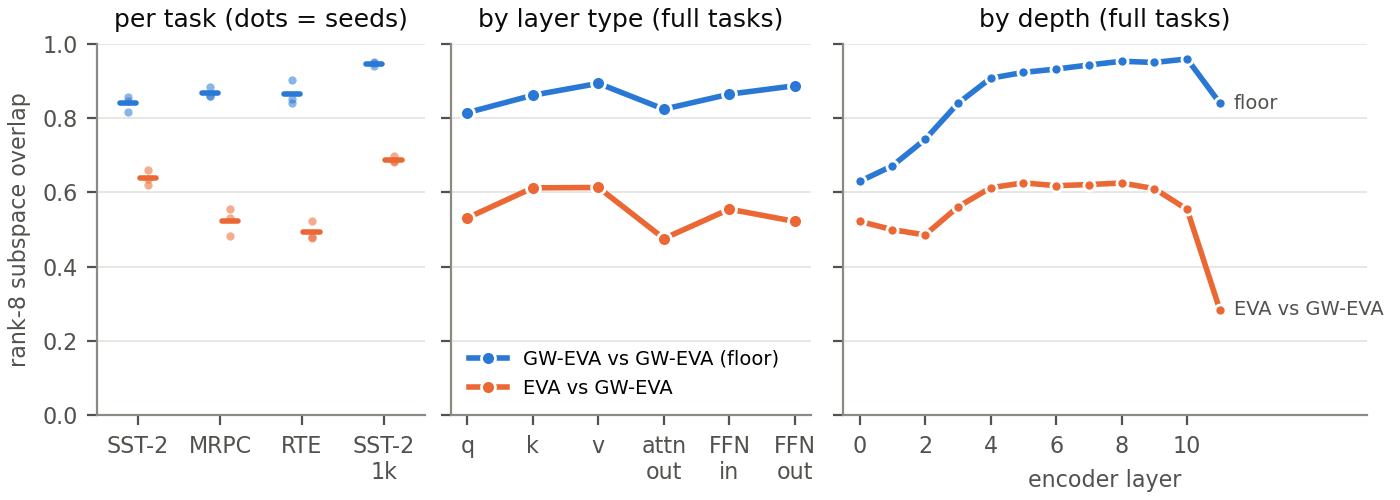 per task (dots = seeds)
by layer type (full tasks)
by depth (full tasks)
rank-8 subspace overlap
1.0
0.8
0.6
0.4
0.2
0.0
SST-2
MRPC
RTE
SST-2
1k
GW-EVA vs GW-EVA (floor)
EVA vs GW-EVA
q
k
v
attn
out
FFN
in
FFN
out
floor
EVA vs GW-EVA
0
2
4
6
8
10
encoder layer